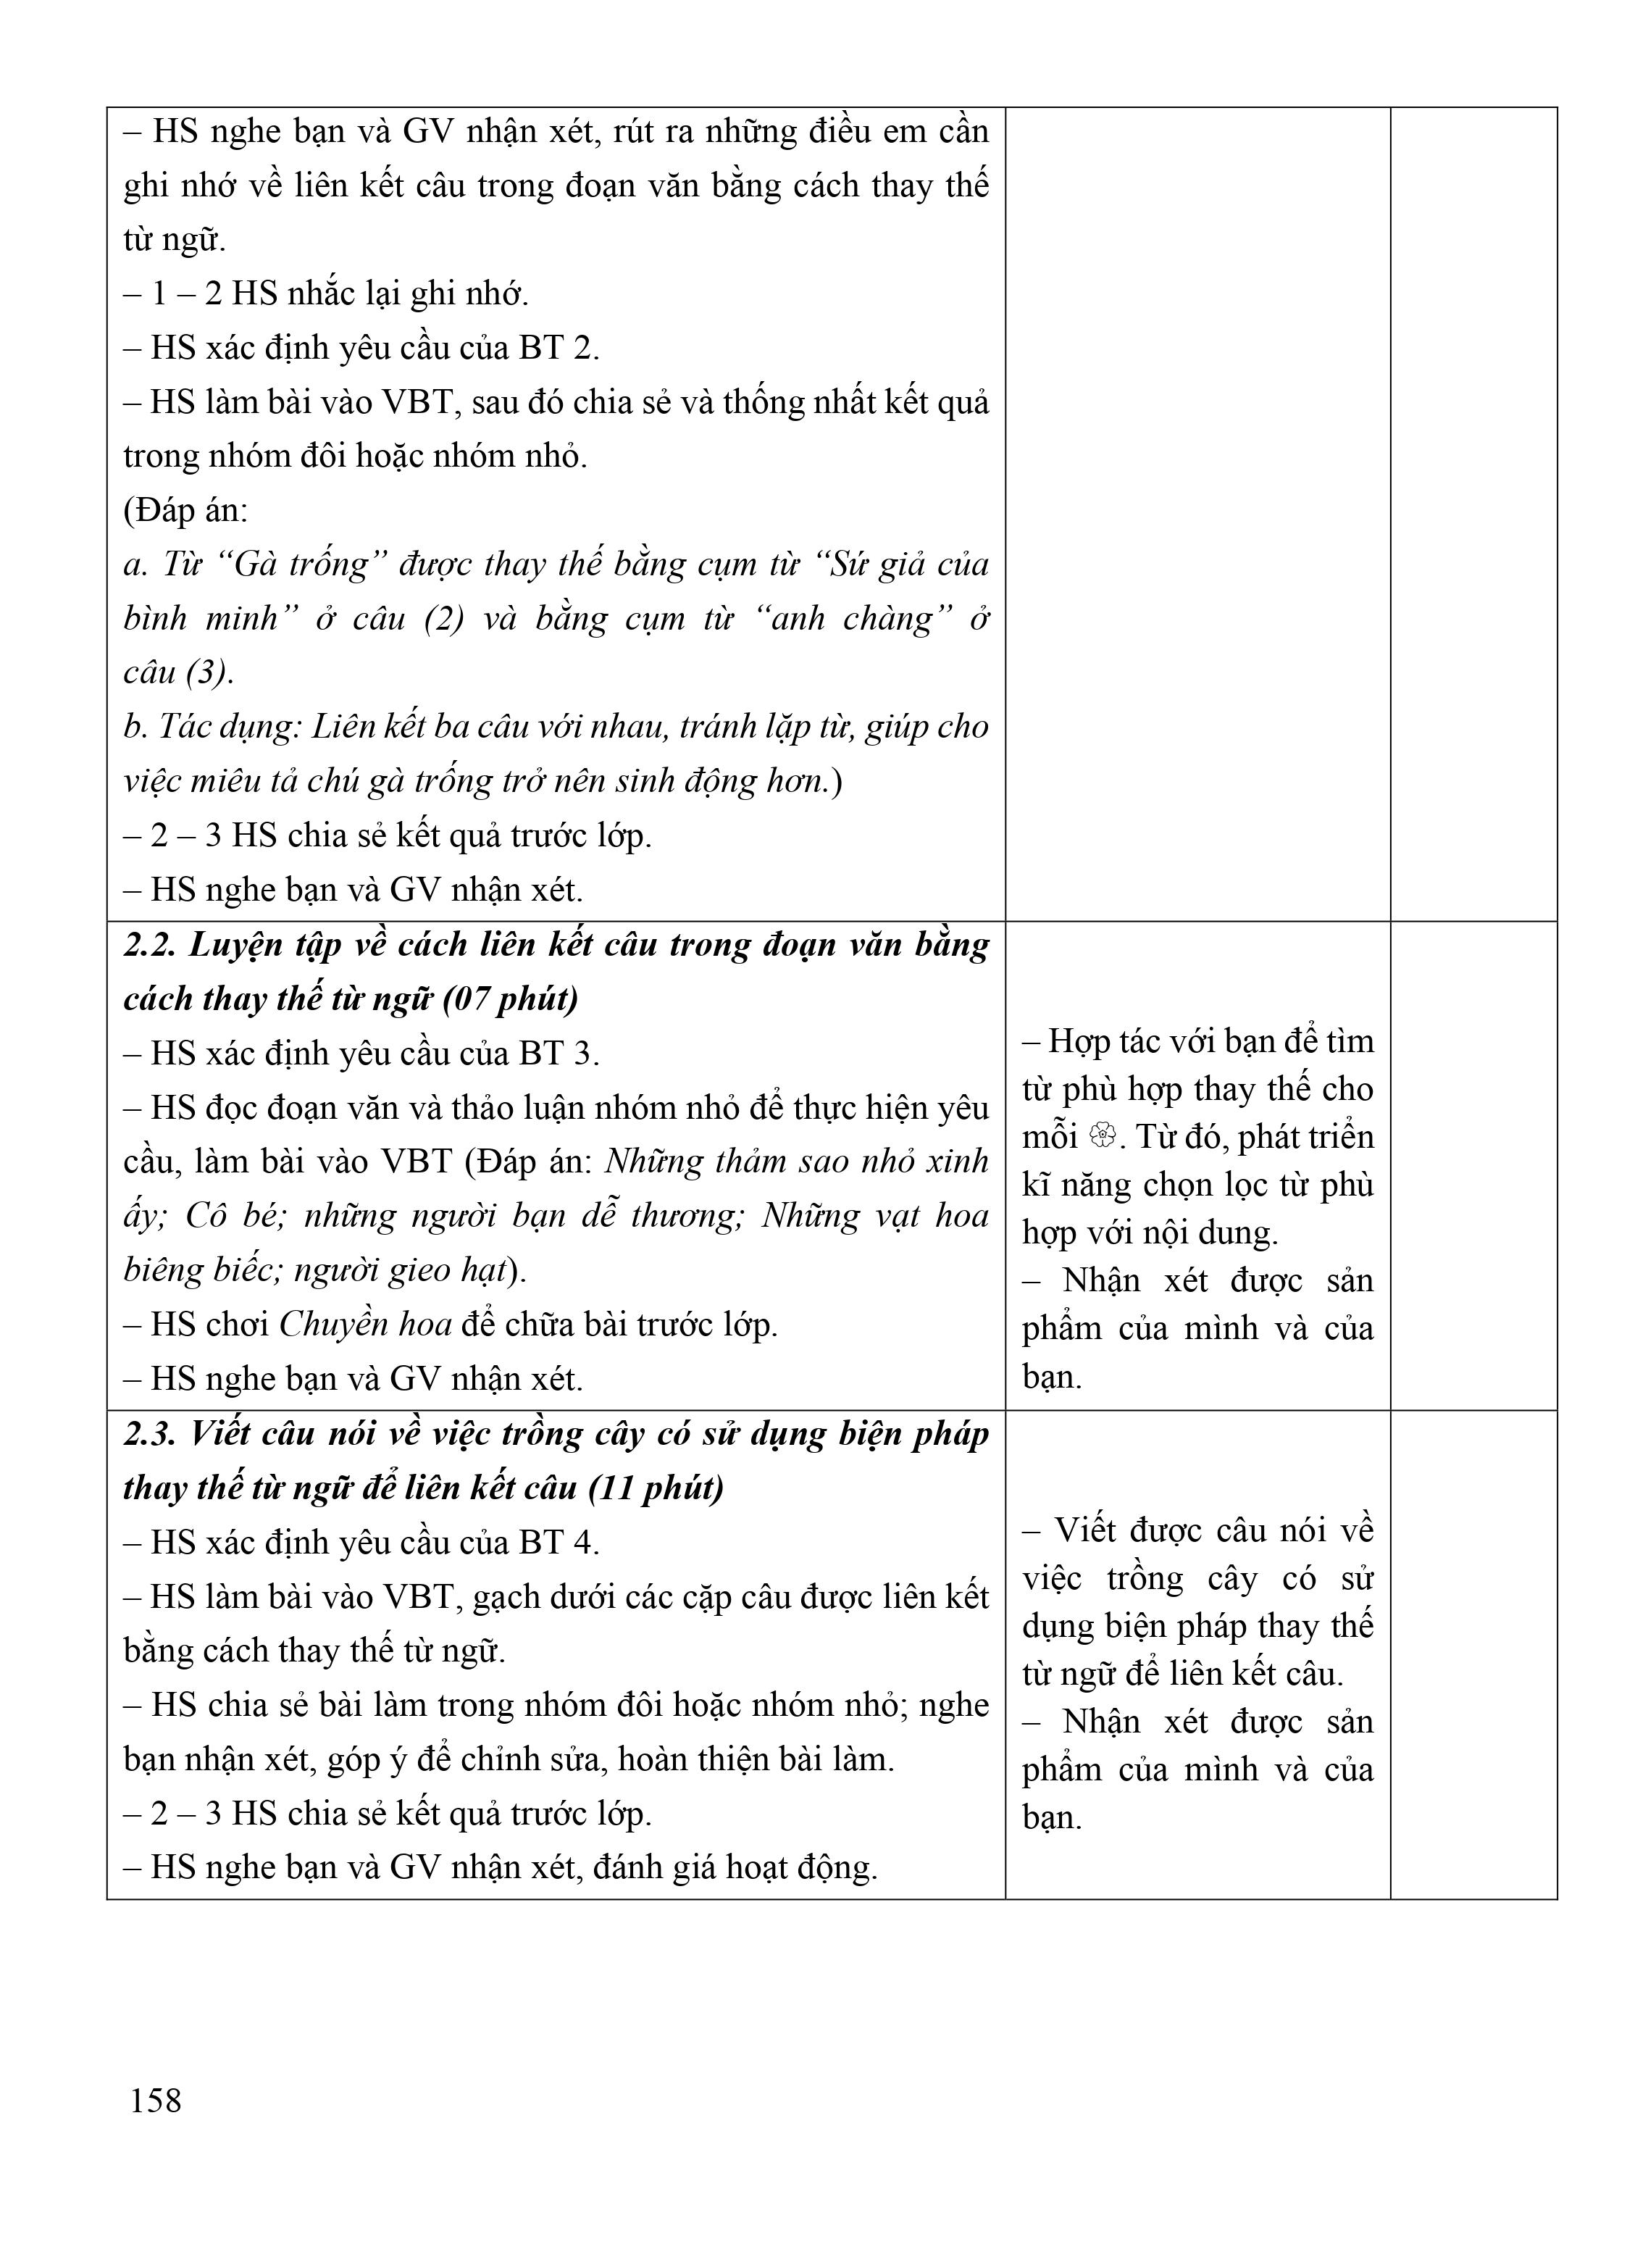 – HS nghe bạn và GV nhận xét, rút ra những điều em cần
ghi nhớ về liên kết câu trong đoạn văn bằng cách thay thế
từ ngữ.
– 1 – 2 HS nhắc lại ghi nhớ.
– HS xác định yêu cầu của BT 2.
– HS làm bài vào VBT, sau đó chia sẻ và thống nhất kết quả
trong nhóm đôi hoặc nhóm nhỏ.
(Đáp án:
a. Từ “Gà trống” được thay thế bằng cụm từ “Sứ giả của
bình minh” ở câu (2) và bằng cụm từ “anh chàng” ở
câu (3).
b. Tác dụng: Liên kết ba câu với nhau, tránh lặp từ, giúp cho
việc miêu tả chú gà trống trở nên sinh động hơn.)
– 2 – 3 HS chia sẻ kết quả trước lớp.
– HS nghe bạn và GV nhận xét.
2.2. Luyện tập về cách liên kết câu trong đoạn văn bằng
cách thay thế từ ngữ (07 phút)
– HS xác định yêu cầu của BT 3.
– HS đọc đoạn văn và thảo luận nhóm nhỏ để thực hiện yêu
cầu, làm bài vào VBT (Đáp án: Những thảm sao nhỏ xinh
ấy; Cô bé; những người bạn dễ thương; Những vạt hoa
biêng biếc; người gieo hạt).
– HS chơi Chuyền hoa để chữa bài trước lớp.
– HS nghe bạn và GV nhận xét.
– Hợp tác với bạn để tìm
từ phù hợp thay thế cho
mỗi . Từ đó, phát triển
kĩ năng chọn lọc từ phù
hợp với nội dung.
– Nhận xét được sản
phẩm của mình và của
bạn.
2.3. Viết câu nói về việc trồng cây có sử dụng biện pháp
thay thế từ ngữ để liên kết câu (11 phút)
– HS xác định yêu cầu của BT 4.
– HS làm bài vào VBT, gạch dưới các cặp câu được liên kết
bằng cách thay thế từ ngữ.
– HS chia sẻ bài làm trong nhóm đôi hoặc nhóm nhỏ; nghe
bạn nhận xét, góp ý để chỉnh sửa, hoàn thiện bài làm.
– 2 – 3 HS chia sẻ kết quả trước lớp.
– HS nghe bạn và GV nhận xét, đánh giá hoạt động.
– Viết được câu nói về
việc trồng cây có sử
dụng biện pháp thay thế
từ ngữ để liên kết câu.
– Nhận xét được sản
phẩm của mình và của
bạn.
158